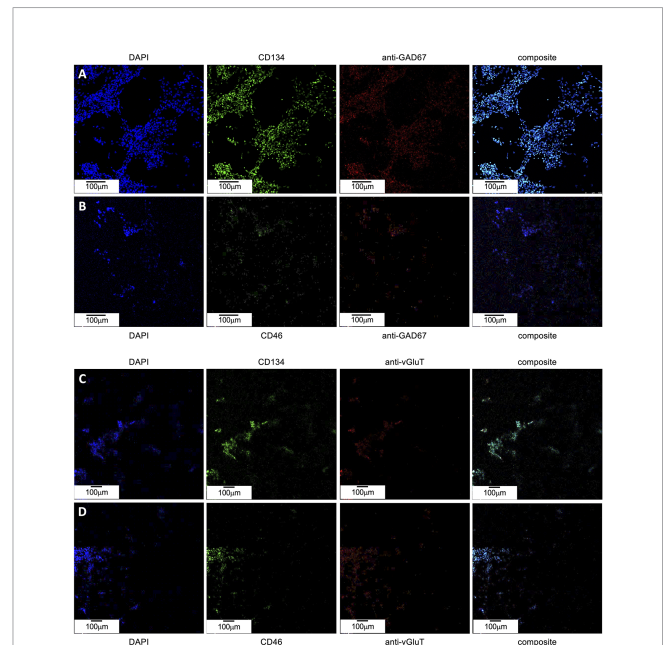 DAPI CD134 anti-GAD67 composite
A
100µm 100µm 100µm 100µm
B
100µm 100µm 100µm 100µm
DAPI CD46 anti-GAD67 composite
DAPI CD134 anti-vGluT composite
C
100µm 100µm 100µm 100µm
D
100µm 100µm 100µm 100µm
DAPI CD46 anti-vGluT composite